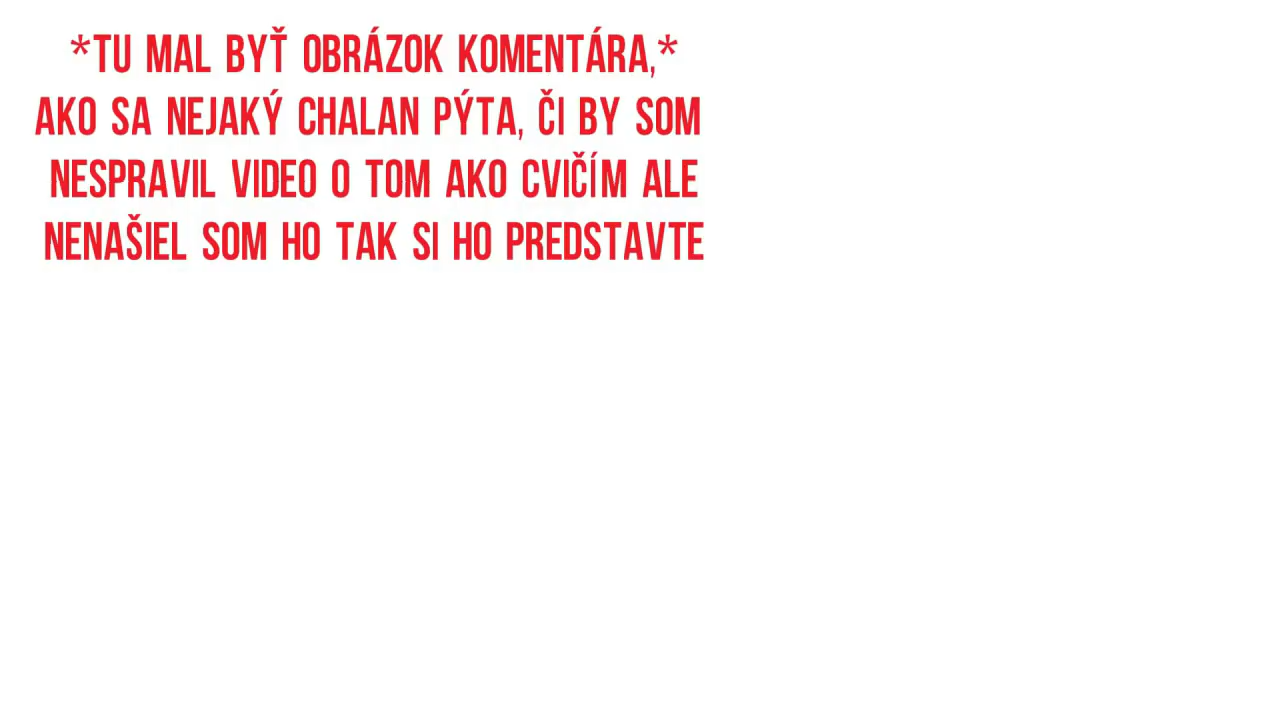 *TU MAL BYŤ OBRÁZOK KOMENTÁRA,*
AKO SA NEJAKÝ CHALAN PÝTA, ČI BY SOM
NESPRAVIL VIDEO O TOM AKO CVIČÍM ALE
NENAŠIEL SOM HO TAK SI HO PREDSTAVTE